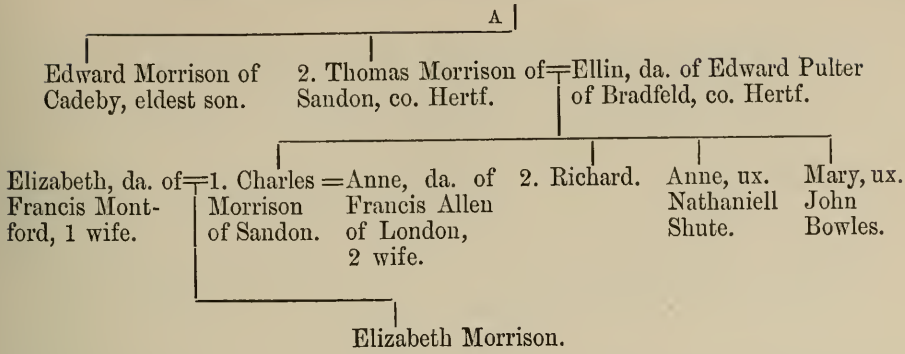 A
Edward Morrison of
Cadeby, eldest son.
2. Thomas Morrison of=Ellin, da. of Edward Pulter
Sandon, co. Hertf.
of Bradfeld, co. Hertf.
Elizabeth, da. of=1. Charles=Anne, da. of
Francis Mont-
ford, 1 wife.
Morrison
of Sandon.
Francis Allen
of London,
2 wife.
2. Richard.
Anne, ux.
Nathaniell
Shute.
Mary, ux.
John
Bowles.
Elizabeth Morrison.